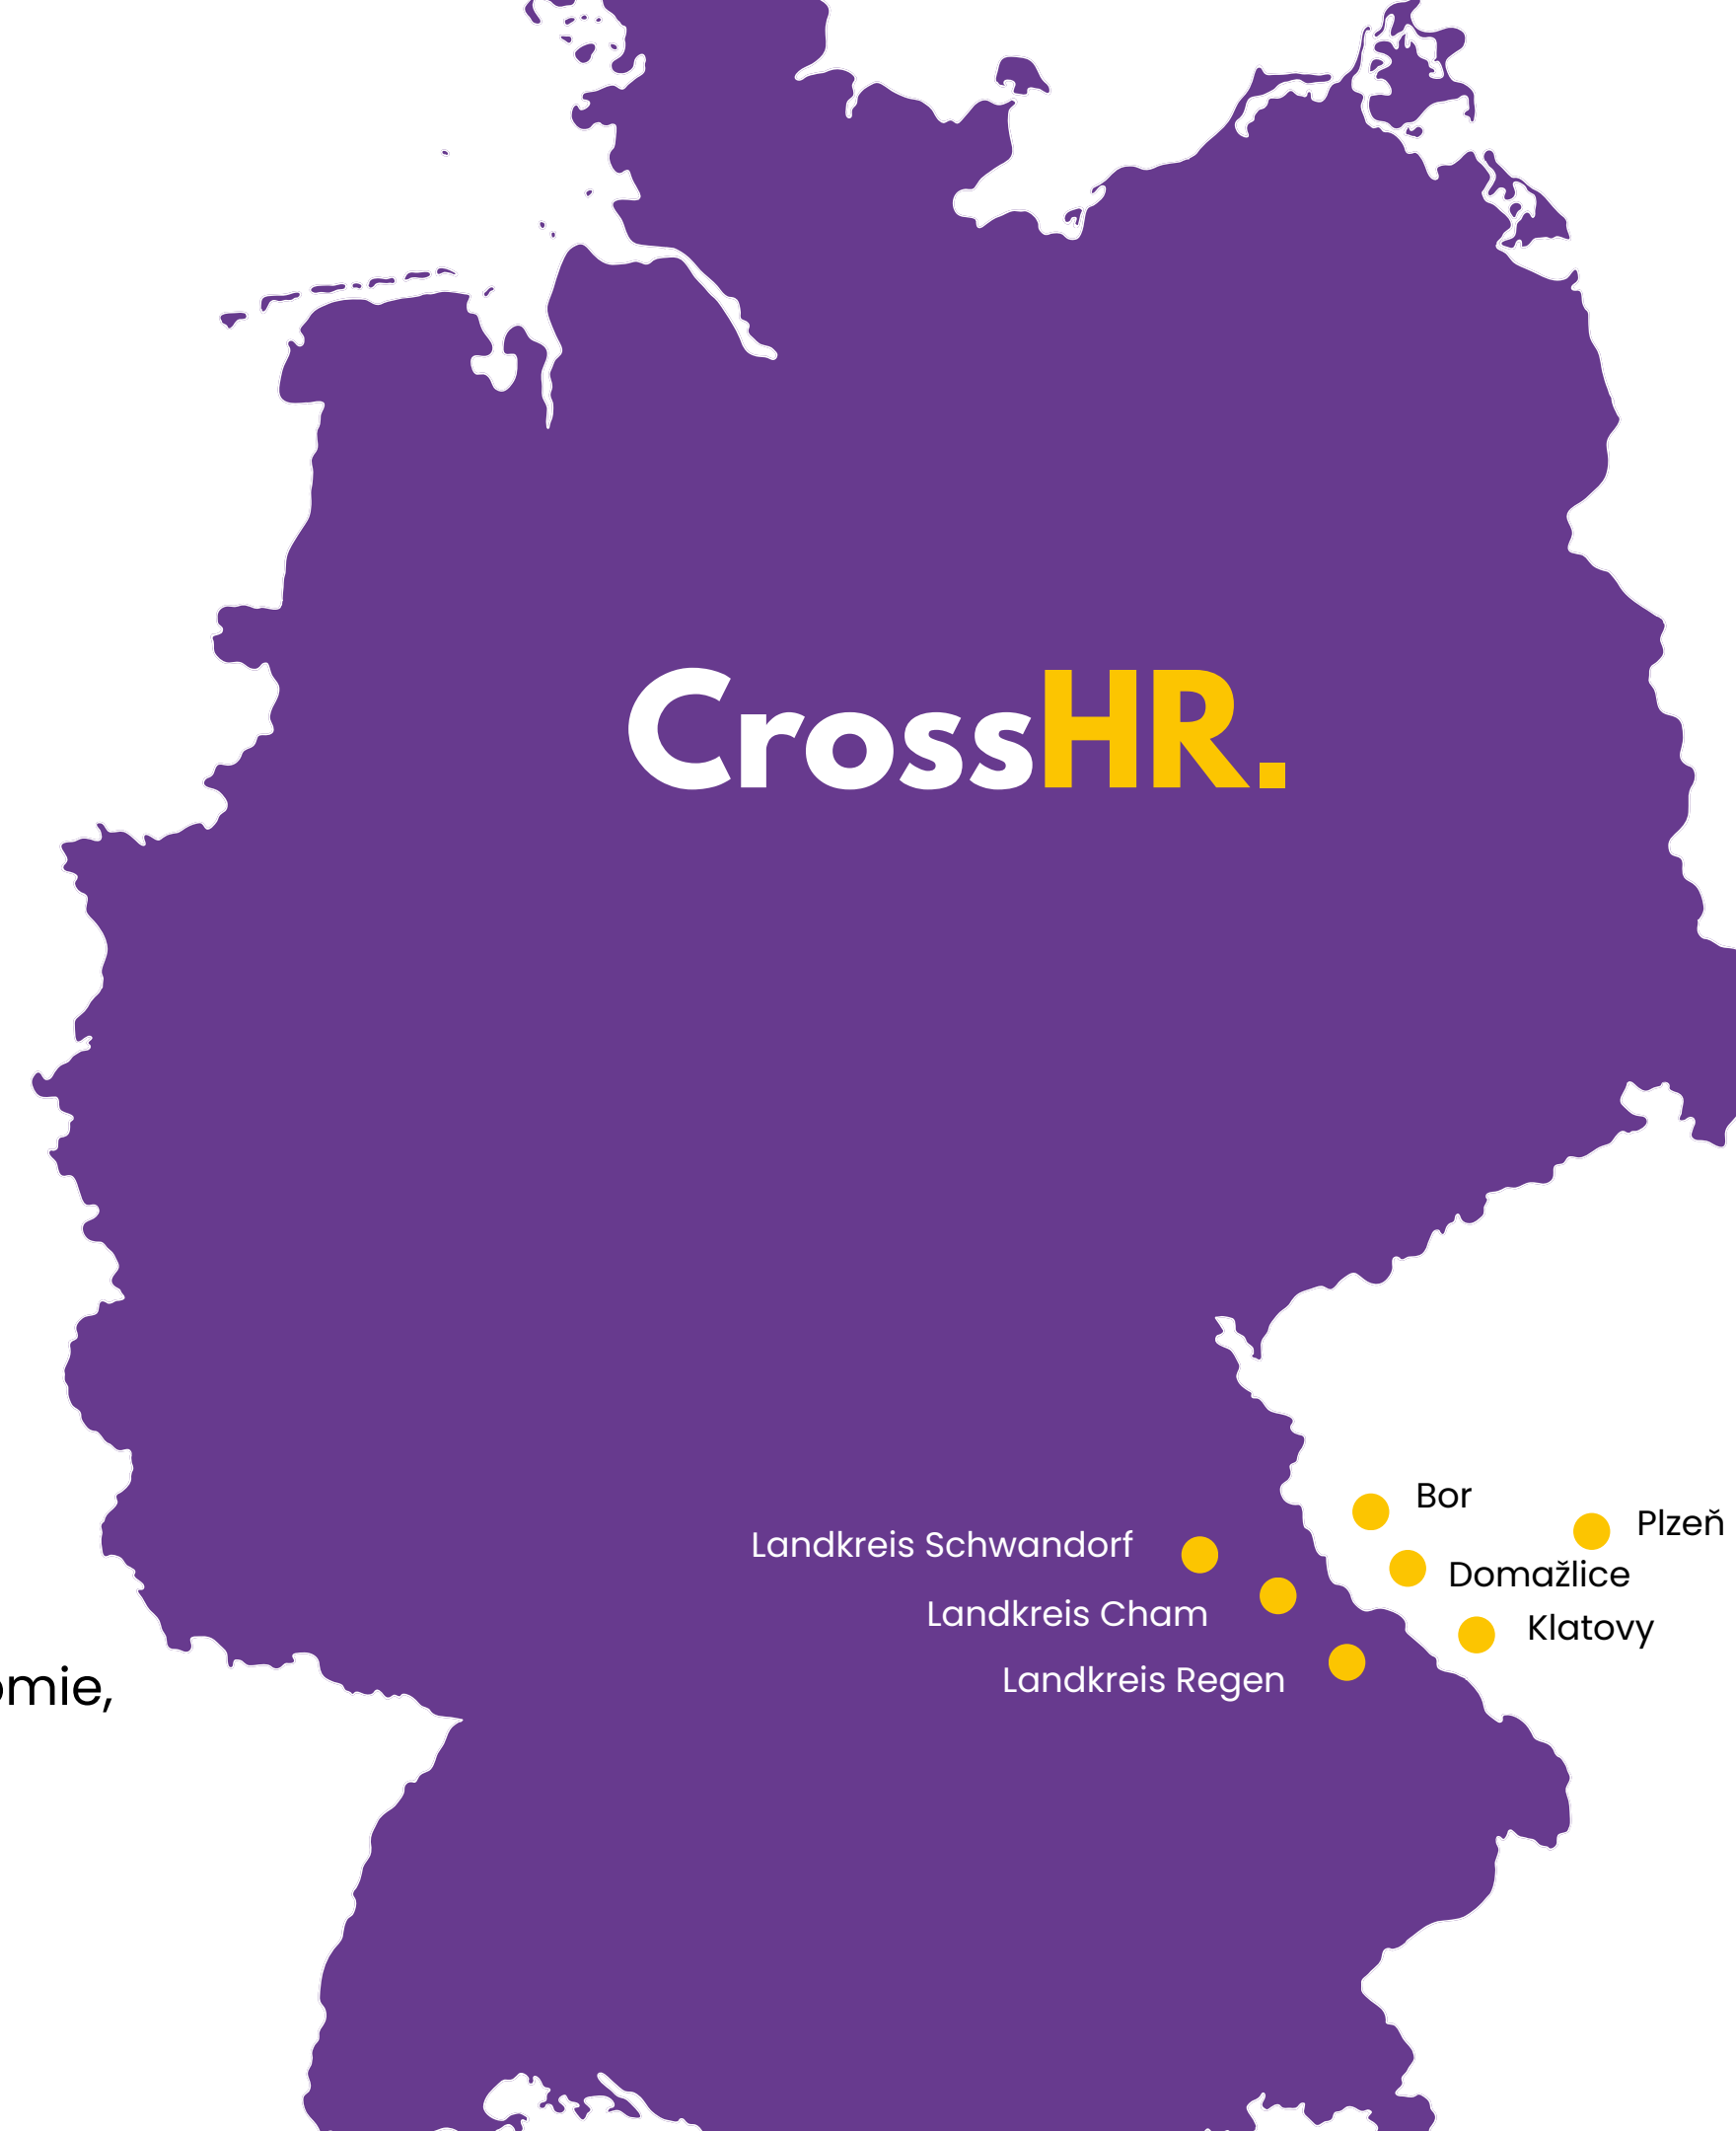 CrossHR.
Bor
Plzeň
Landkreis Schwandorf
Domažlice
Landkreis Cham
Klatovy
Landkreis Regen
omie,